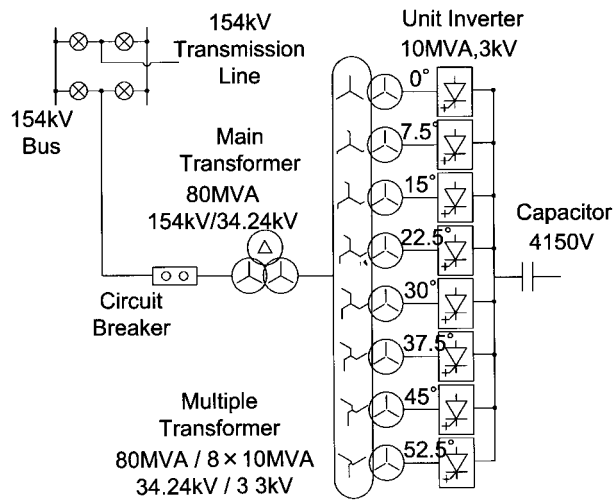 154kV
Transmission
Line
154kV
Bus
Main
Transformer
80MVA
154kV/34.24kV
Circuit
Breaker
Multiple
Transformer
80MVA / 8×10MVA
34.24kV / 3 3kV
Unit Inverter
10MVA,3kV
0°
7.5°
15°
22.5°
30°
37.5°
45°
52.5°
Capacitor
4150V